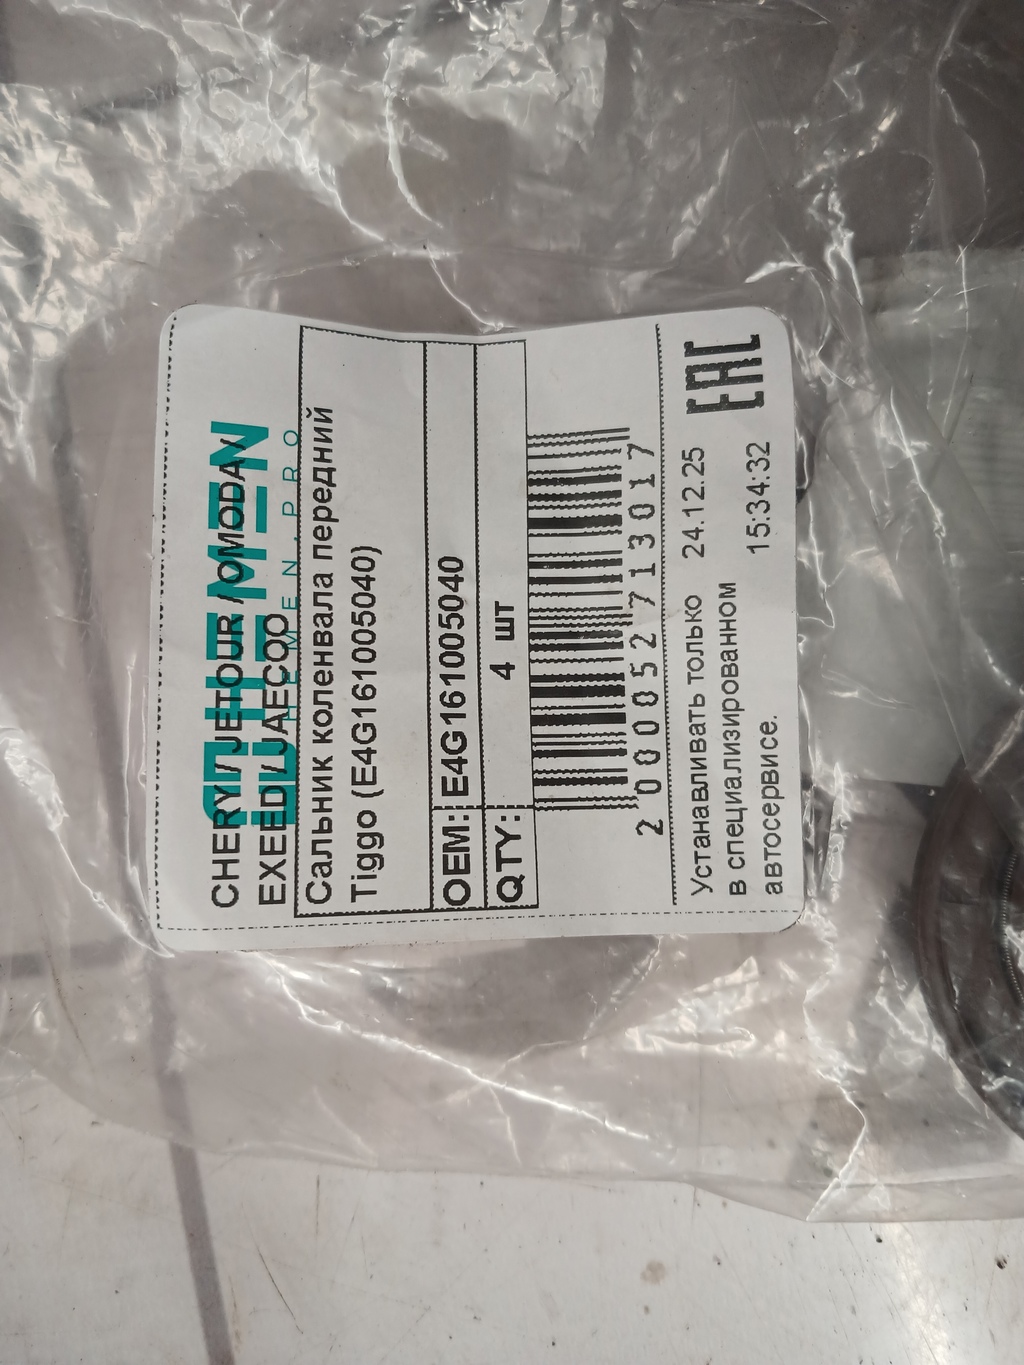 CHERY / JETOUR / OMODA /
EXEED / JAECOO
Сальник коленвала передний
Tiggo (E4G161005040)
OEM: E4G161005040
QTY: 4 шт
2000052713017
Устанавливать только
в специализированном
автосервисе.
24.12.25
15:34:32
EAC